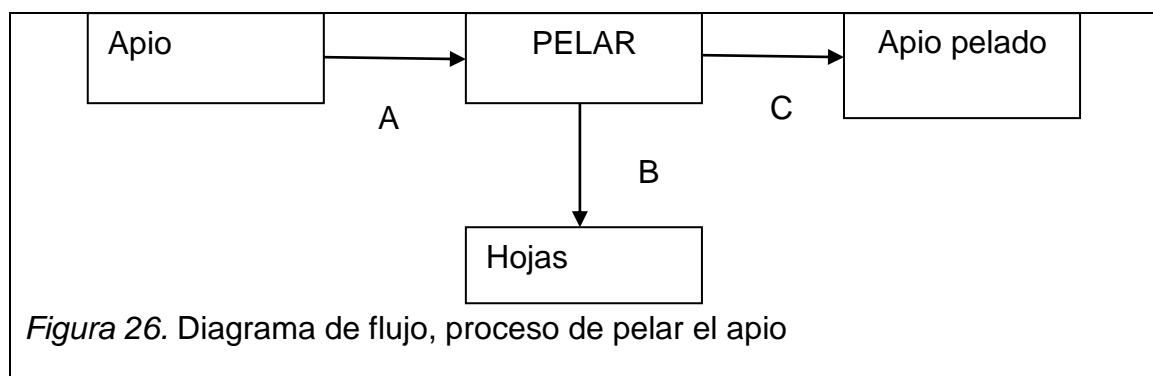 Apio
PELAR
Apio pelado
A
C
B
Hojas
Figura 26. Diagrama de flujo, proceso de pelar el apio